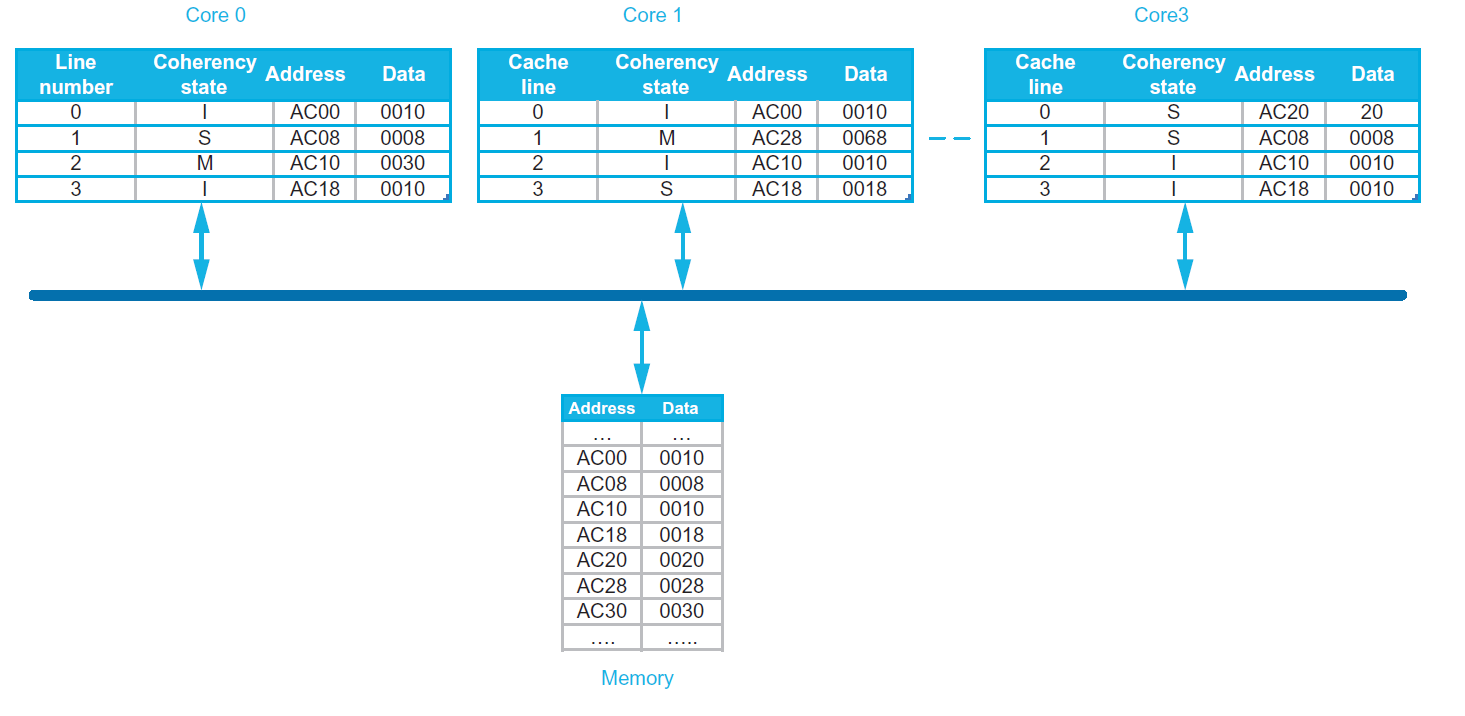 Core 0 Core 1 Core3
Line Coherency Cache Coherency Cache Coherency
Address Data Address Data Address Data
number state line state line state
0 I AC00 0010 0 I AC00 0010 0 S AC20 20
1 S AC08 0008 1 M AC28 0068 1 S AC08 0008
2 M AC10 0030 2 I AC10 0010 2 I AC10 0010
3 I AC18 0010 3 S AC18 0018 3 I AC18 0010
Address Data
... ...
AC00 0010
AC08 0008
AC10 0010
AC18 0018
AC20 0020
AC28 0028
AC30 0030
.... .....
Memory